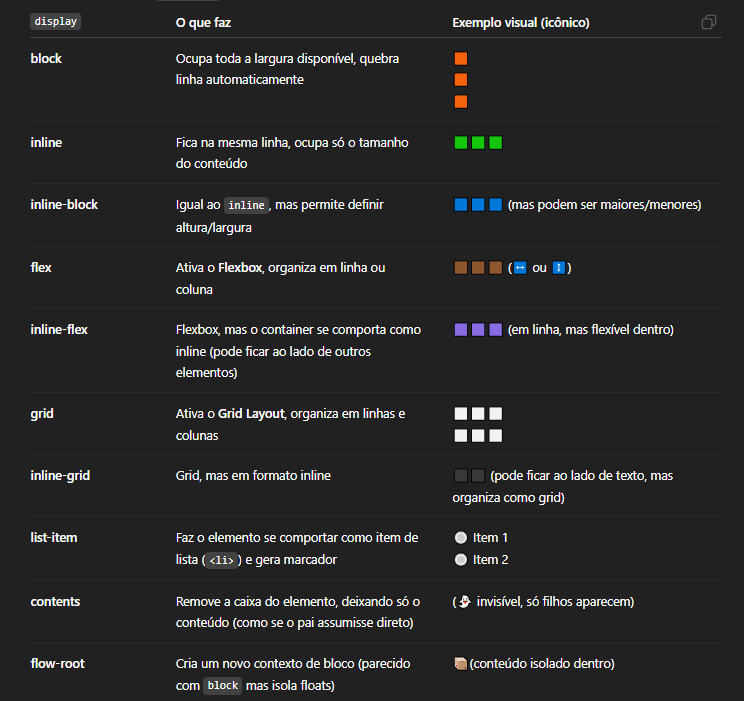 display O que faz Exemplo visual (icônico)
block Ocupa toda a largura disponível, quebra
linha automaticamente
inline Fica na mesma linha, ocupa só o tamanho
do conteúdo
inline-block Igual ao inline, mas permite definir (mas podem ser maiores/menores)
altura/largura
flex Ativa o Flexbox, organiza em linha ou ( ou )
coluna
inline-flex Flexbox, mas o container se comporta como (em linha, mas flexível dentro)
inline (pode ficar ao lado de outros
elementos)
grid Ativa o Grid Layout, organiza em linhas e
colunas
inline-grid Grid, mas em formato inline (pode ficar ao lado de texto, mas
organiza como grid)
list-item Faz o elemento se comportar como item de Item 1
lista (<li>) e gera marcador Item 2
contents Remove a caixa do elemento, deixando só o ( invisível, só filhos aparecem)
conteúdo (como se o pai assumisse direto)
flow-root Cria um novo contexto de bloco (parecido (conteúdo isolado dentro)
com block mas isola floats)